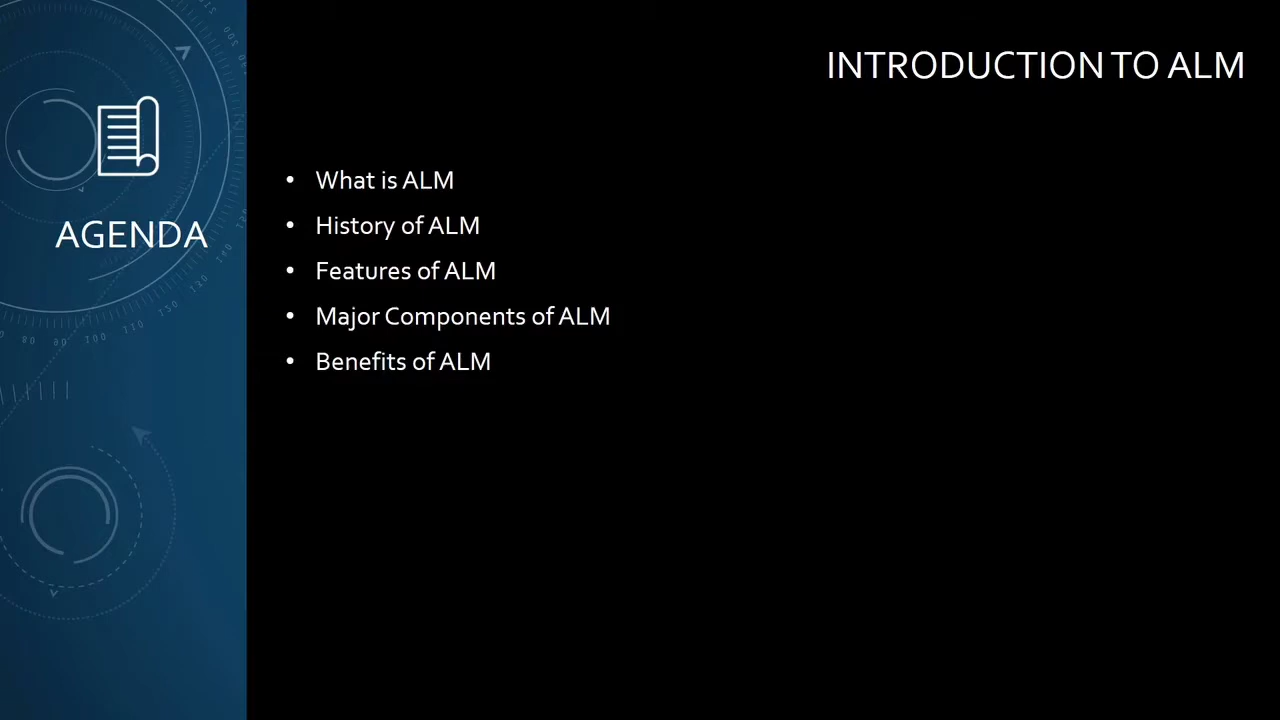 INTRODUCTION TO ALM
AGENDA
• What is ALM
• History of ALM
• Features of ALM
• Major Components of ALM
• Benefits of ALM